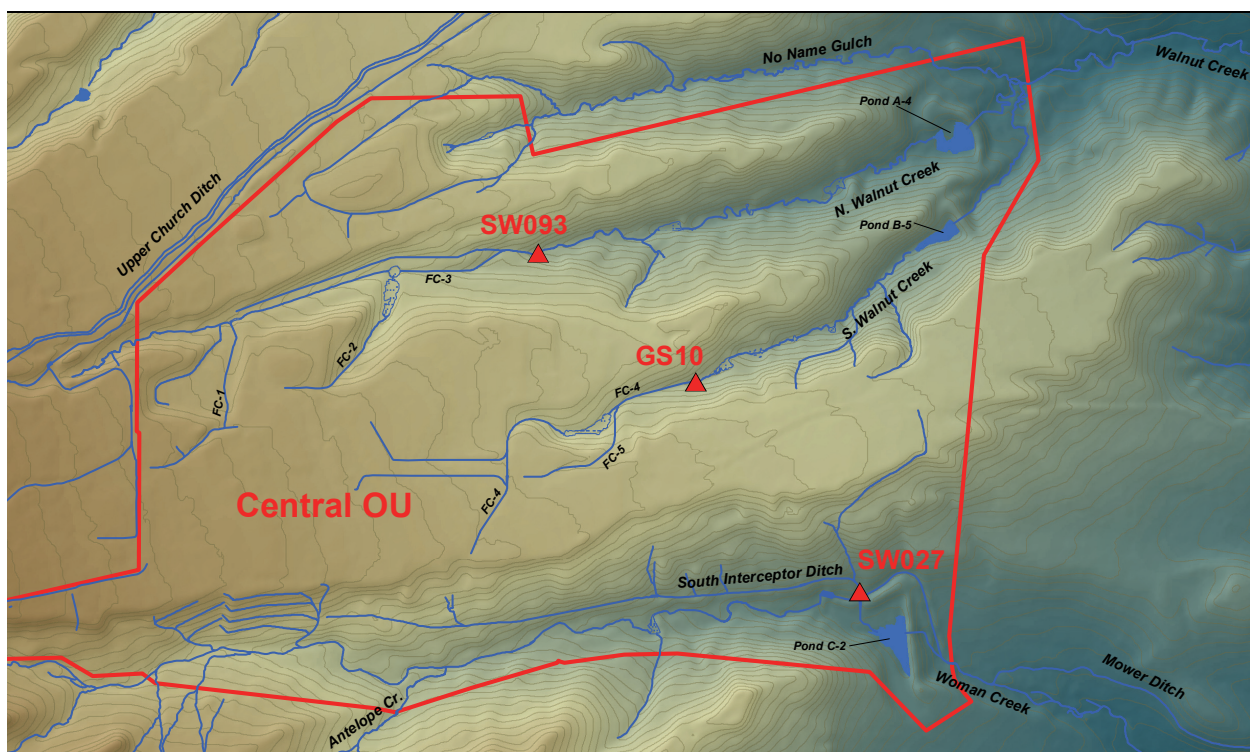 No Name Gulch
Walnut Creek
Pond A-4
Upper Church Ditch
N. Walnut Creek
SW093
Pond B-5
FC-3
S. Walnut Creek
FC-2
GS10
FC-1
FC-4
FC-5
Central OU
FC-4
SW027
South Interceptor Ditch
Pond C-2
Mower Ditch
Woman Creek
Antelope Cr.